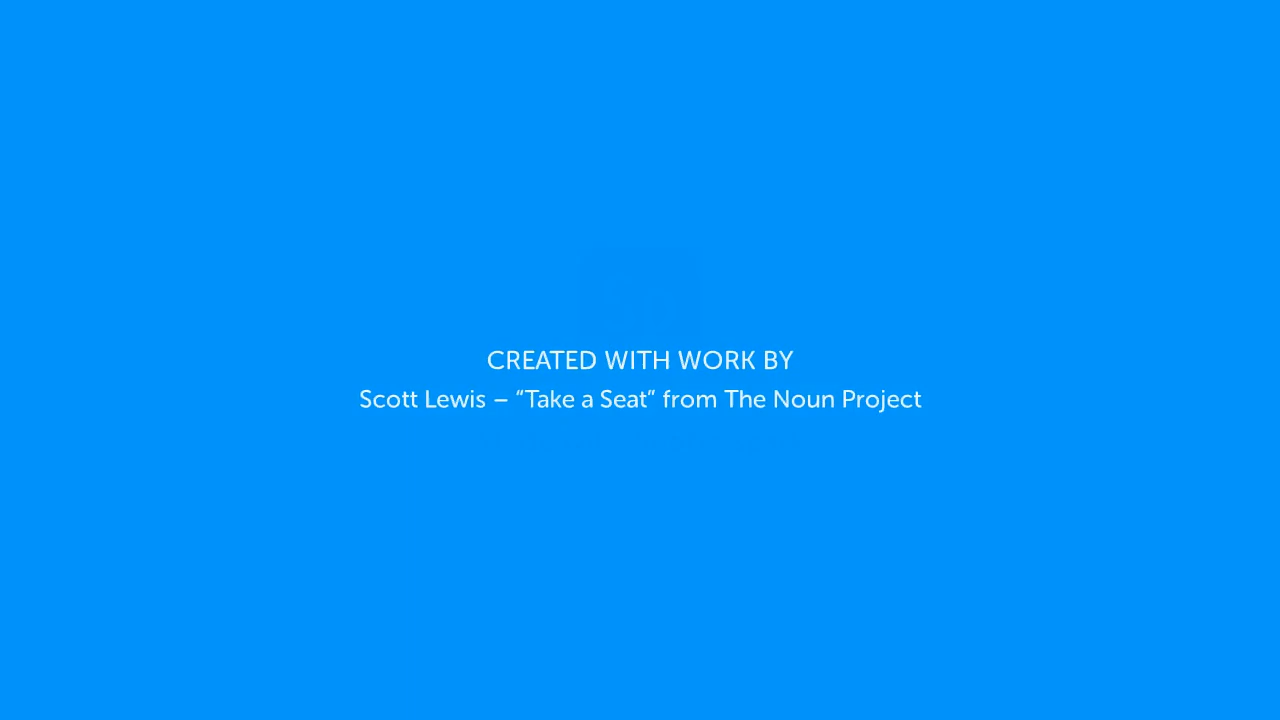 CREATED WITH WORK BY
Scott Lewis – “Take a Seat” from The Noun Project